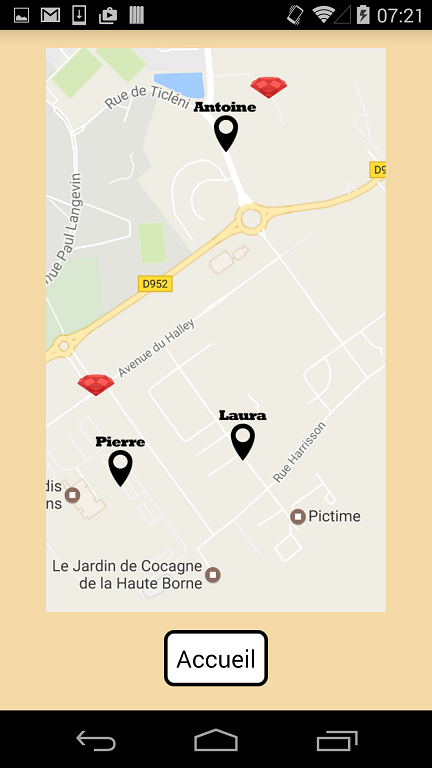 07:21
Rue de Ticléni
Antoine
D9
nue Paul Langevin
D952
Avenue du Halley
Laura
Pierre
Rue Harrisson
dis
ns
Pictime
Le Jardin de Cocagne
de la Haute Borne
Accueil